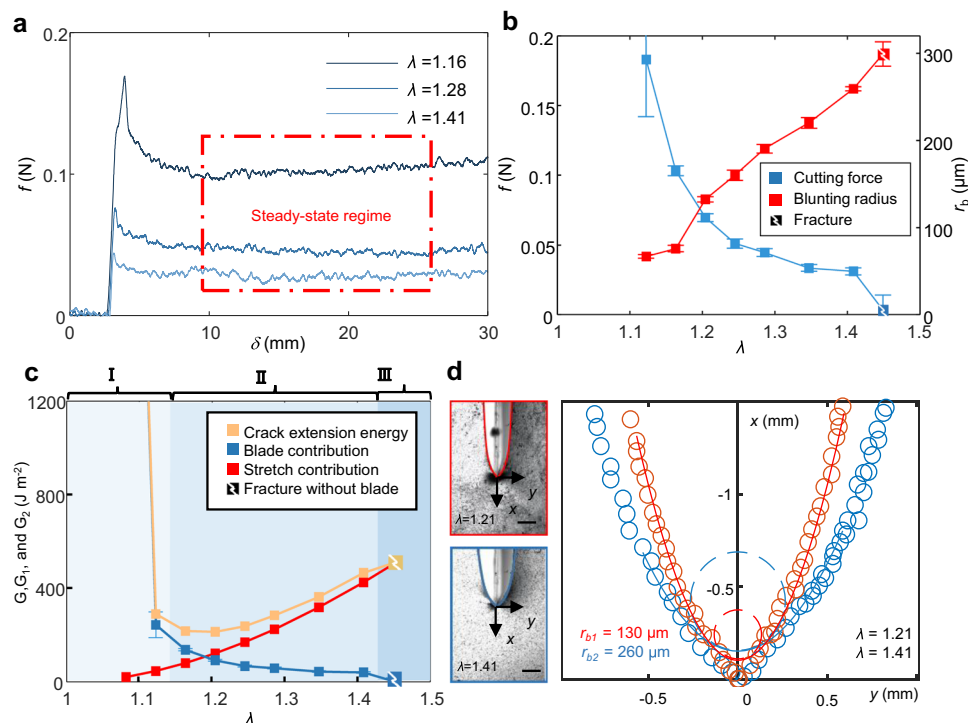 a
f (N)
0.2
0.1
0
0
10
20
30
δ (mm)
λ =1.16
λ =1.28
λ =1.41
Steady-state regime
b
f (N)
0.2
0.15
0.1
0.05
0
1
1.1
1.2
1.3
1.4
1.5
λ
300
200
100
0
r_b (μm)
Cutting force
Blunting radius
Fracture
c
I
II
III
G,G₁, and G₂ (J m⁻²)
1200
800
400
200
0
1
1.1
1.2
1.3
1.4
1.5
λ
Crack extension energy
Blade contribution
Stretch contribution
Fracture without blade
d
y
x
λ=1.21
y
x
λ=1.41
x (mm)
-1
-0.5
r_b1 = 130 μm
r_b2 = 260 μm
λ = 1.21
λ = 1.41
-0.5
0
0.5
y (mm)